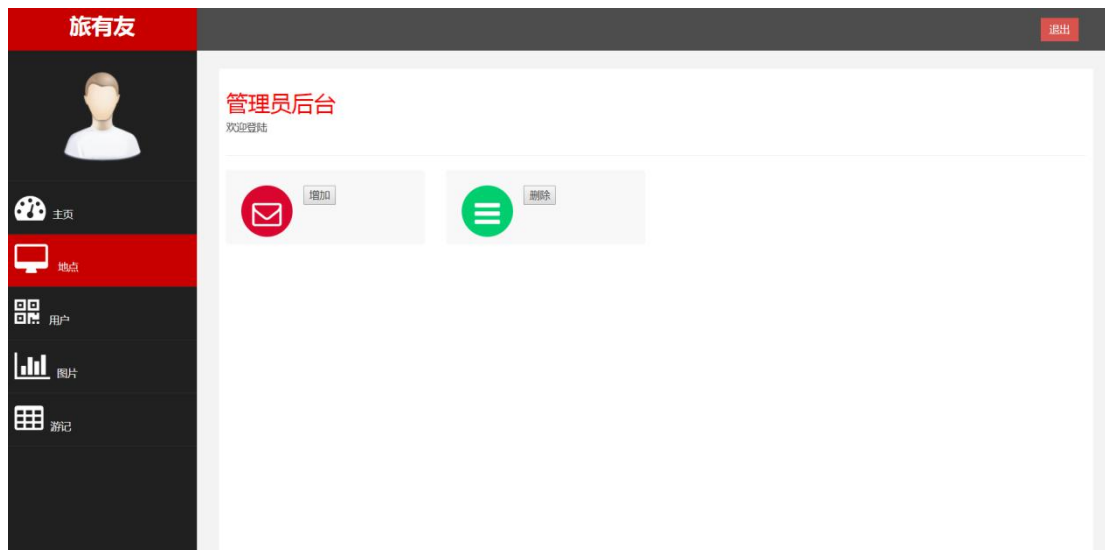 旅有友
退出
管理员后台
欢迎登陆
增加
删除
主页
地点
用户
图片
游记